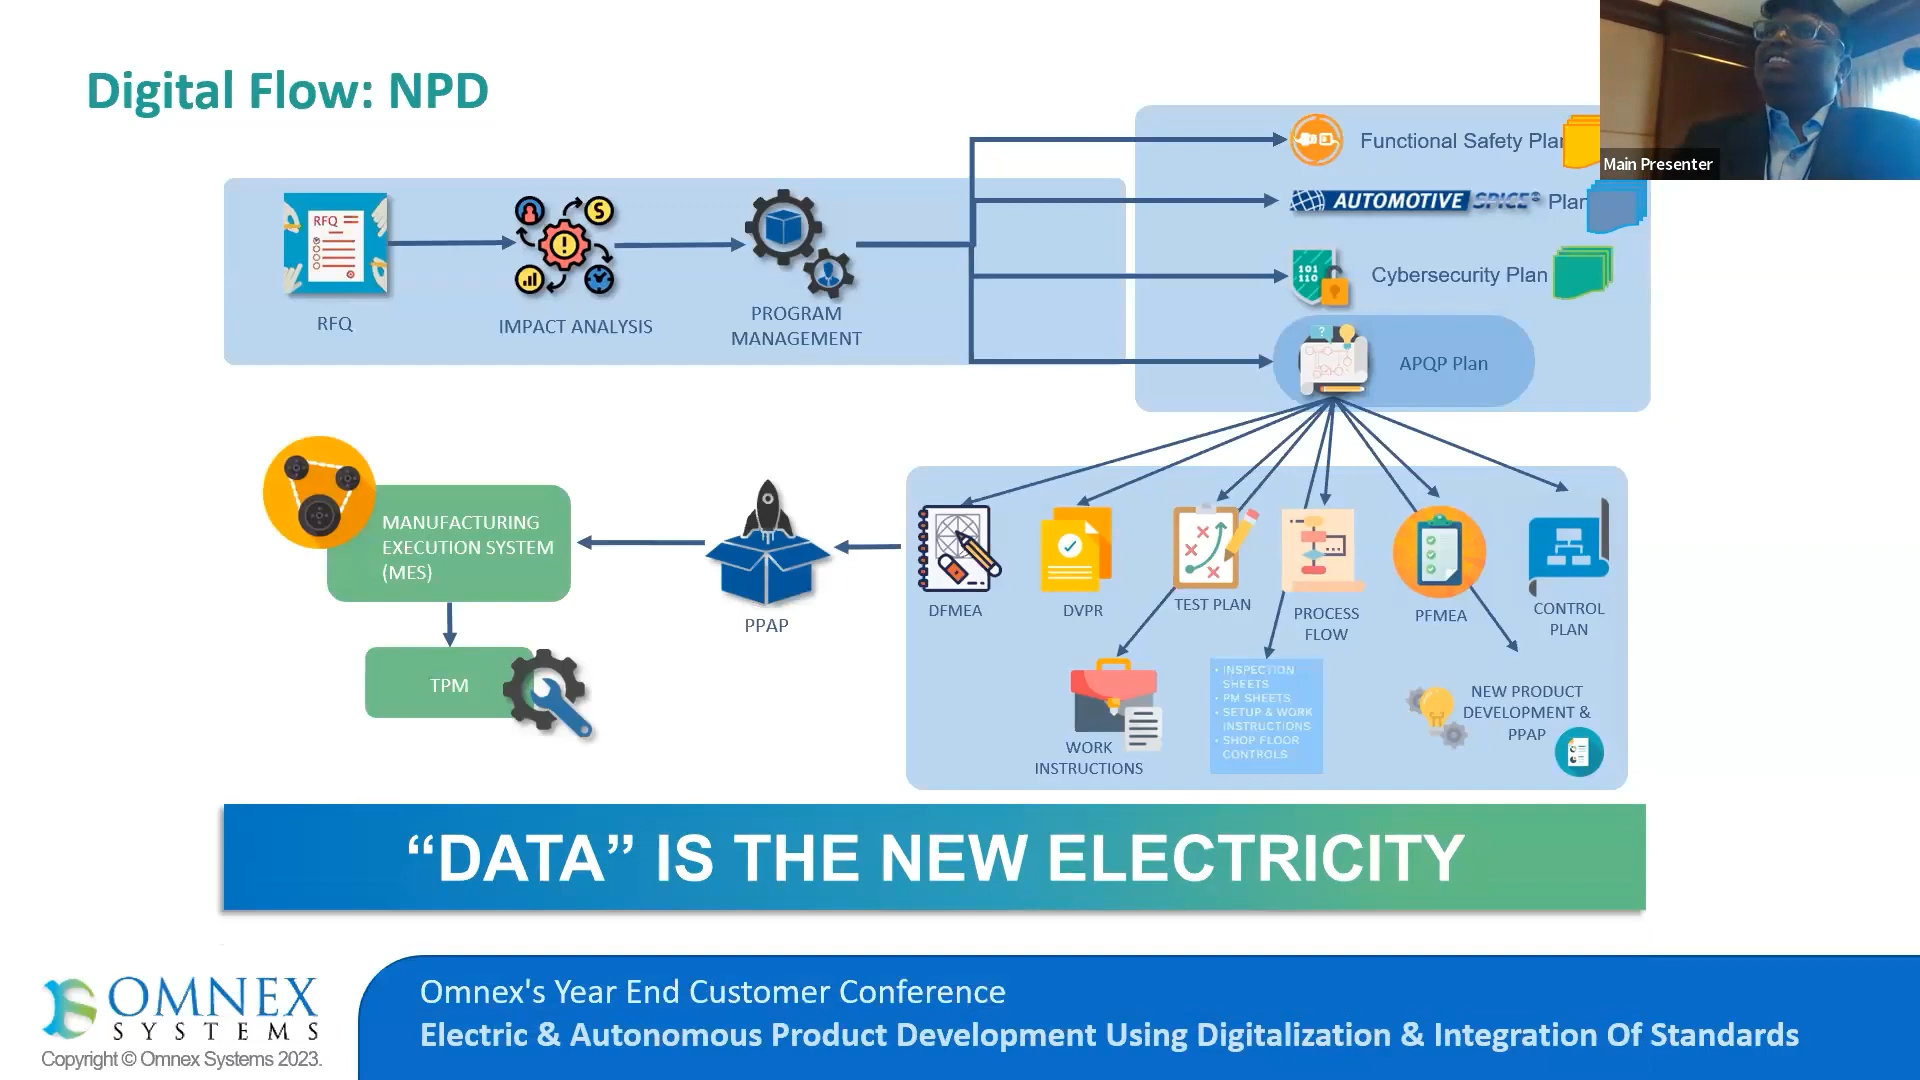 Digital Flow: NPD
Main Presenter
RFQ
RFQ
IMPACT ANALYSIS
PROGRAM
MANAGEMENT
Functional Safety Plan
AUTOMOTIVE SPICE® Plan
101
110
Cybersecurity Plan
?
APQP Plan
MANUFACTURING
EXECUTION SYSTEM
(MES)
TPM
PPAP
DFMEA
DVPR
TEST PLAN
PROCESS
FLOW
PFMEA
CONTROL
PLAN
WORK
INSTRUCTIONS
• INSPECTION
SHEETS
• PM SHEETS
• SETUP & WORK
INSTRUCTIONS
• SHOP FLOOR
CONTROLS
NEW PRODUCT
DEVELOPMENT &
PPAP
“DATA” IS THE NEW ELECTRICITY
OMNEX
SYSTEMS
Copyright © Omnex Systems 2023.
Omnex's Year End Customer Conference
Electric & Autonomous Product Development Using Digitalization & Integration Of Standards